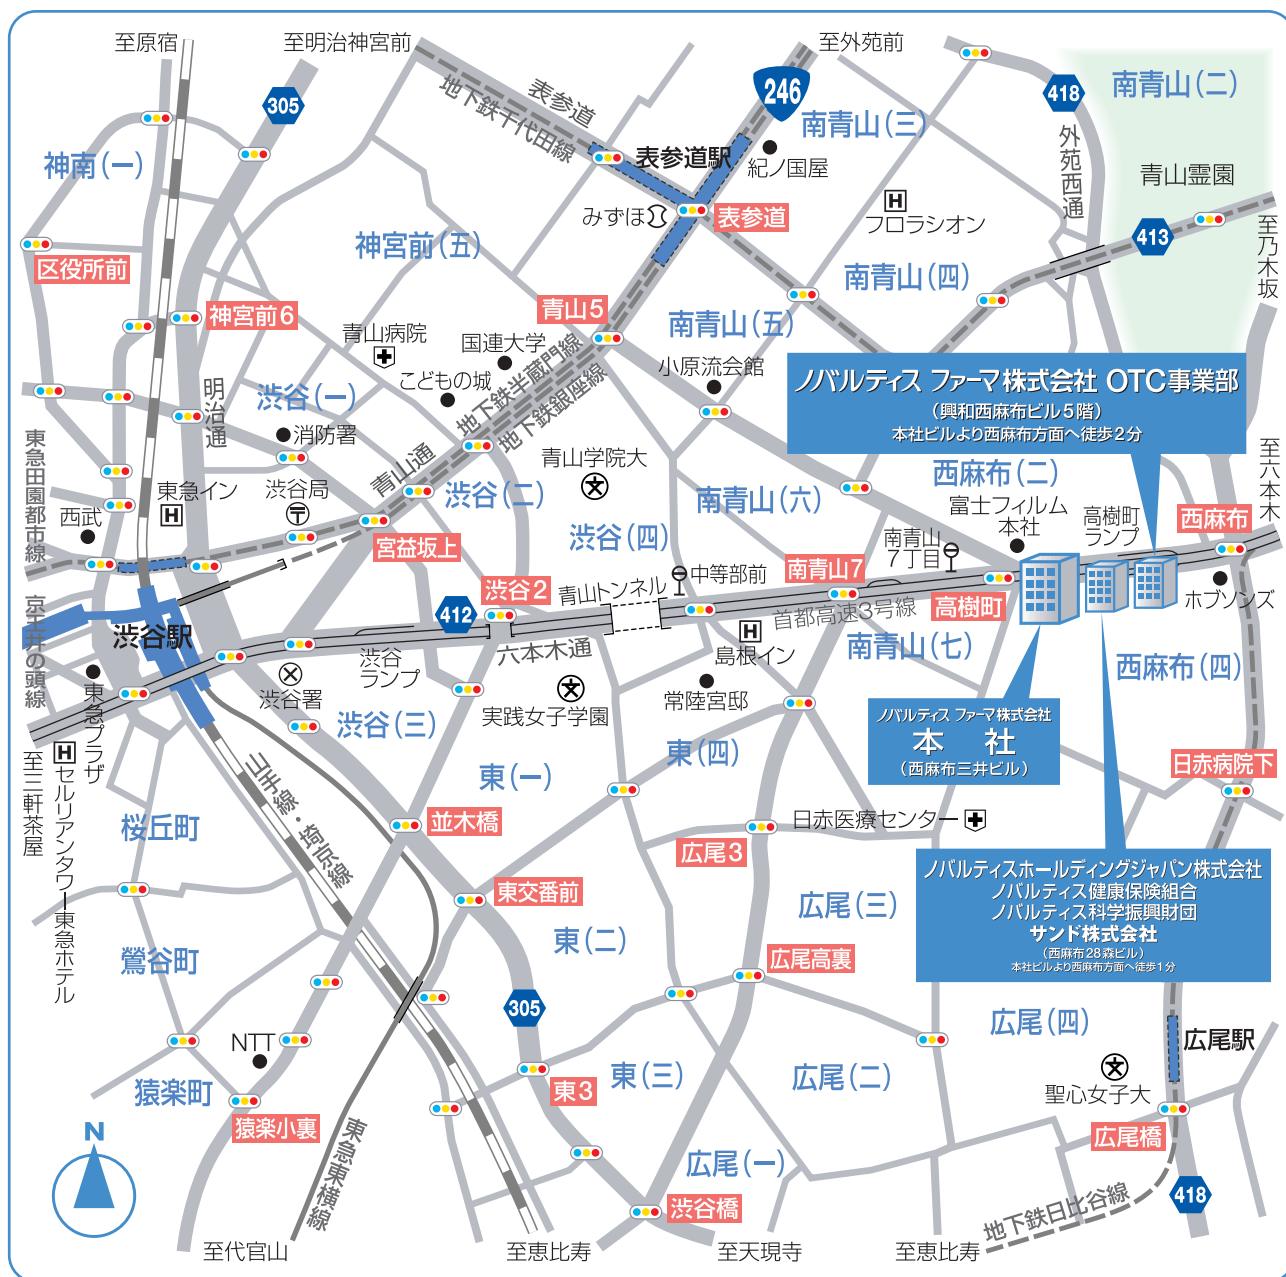 至原宿
至明治神宮前
至外苑前
246
418
南青山(二)
305
表参道
地下鉄千代田線
南青山(三)
外苑西通
神南(一)
表参道駅
紀ノ国屋
青山霊園
みずほ
表参道
H
フロラシオン
413
至乃木坂
区役所前
神宮前(五)
南青山(四)
神宮前6
青山5
南青山(五)
青山病院
国連大学
こどもの城
地下鉄半蔵門線
地下鉄銀座線
小原流会館
ノバルティス ファーマ株式会社 OTC事業部
(興和西麻布ビル5階)
本社ビルより西麻布方面へ徒歩2分
明治通
渋谷(一)
消防署
東急田園都市線
青山通
青山学院大
文
西麻布(二)
至六本木
東急イン
H
渋谷局
〒
渋谷(二)
南青山(六)
富士フィルム
本社
高樹町
ランプ
西麻布
西武
宮益坂上
渋谷(四)
南青山
7丁目
京王井の頭線
渋谷2
青山トンネル
中等部前
南青山7
高樹町
ホブソンズ
渋谷駅
412
六本木通
首都高速3号線
H
島根イン
南青山(七)
西麻布(四)
渋谷
ランプ
渋谷署
東急プラザ
渋谷(三)
文
実践女子学園
常陸宮邸
ノバルティス ファーマ株式会社
本 社
(西麻布三井ビル)
至三軒茶屋
H
セルリアンタワー東急ホテル
山手線・埼京線
東(一)
東(四)
日赤病院下
桜丘町
並木橋
日赤医療センター
広尾3
東交番前
ノバルティスホールディングジャパン株式会社
ノバルティス健康保険組合
ノバルティス科学振興財団
サンド株式会社
(西麻布28森ビル)
本社ビルより西麻布方面へ徒歩1分
広尾(三)
鶯谷町
東(二)
広尾高裏
305
広尾(四)
NTT
広尾駅
猿楽町
東3
東(三)
広尾(二)
文
聖心女子大
猿楽小裏
東急東横線
広尾橋
N
広尾(一)
418
渋谷橋
地下鉄日比谷線
至代官山
至恵比寿
至天現寺
至恵比寿